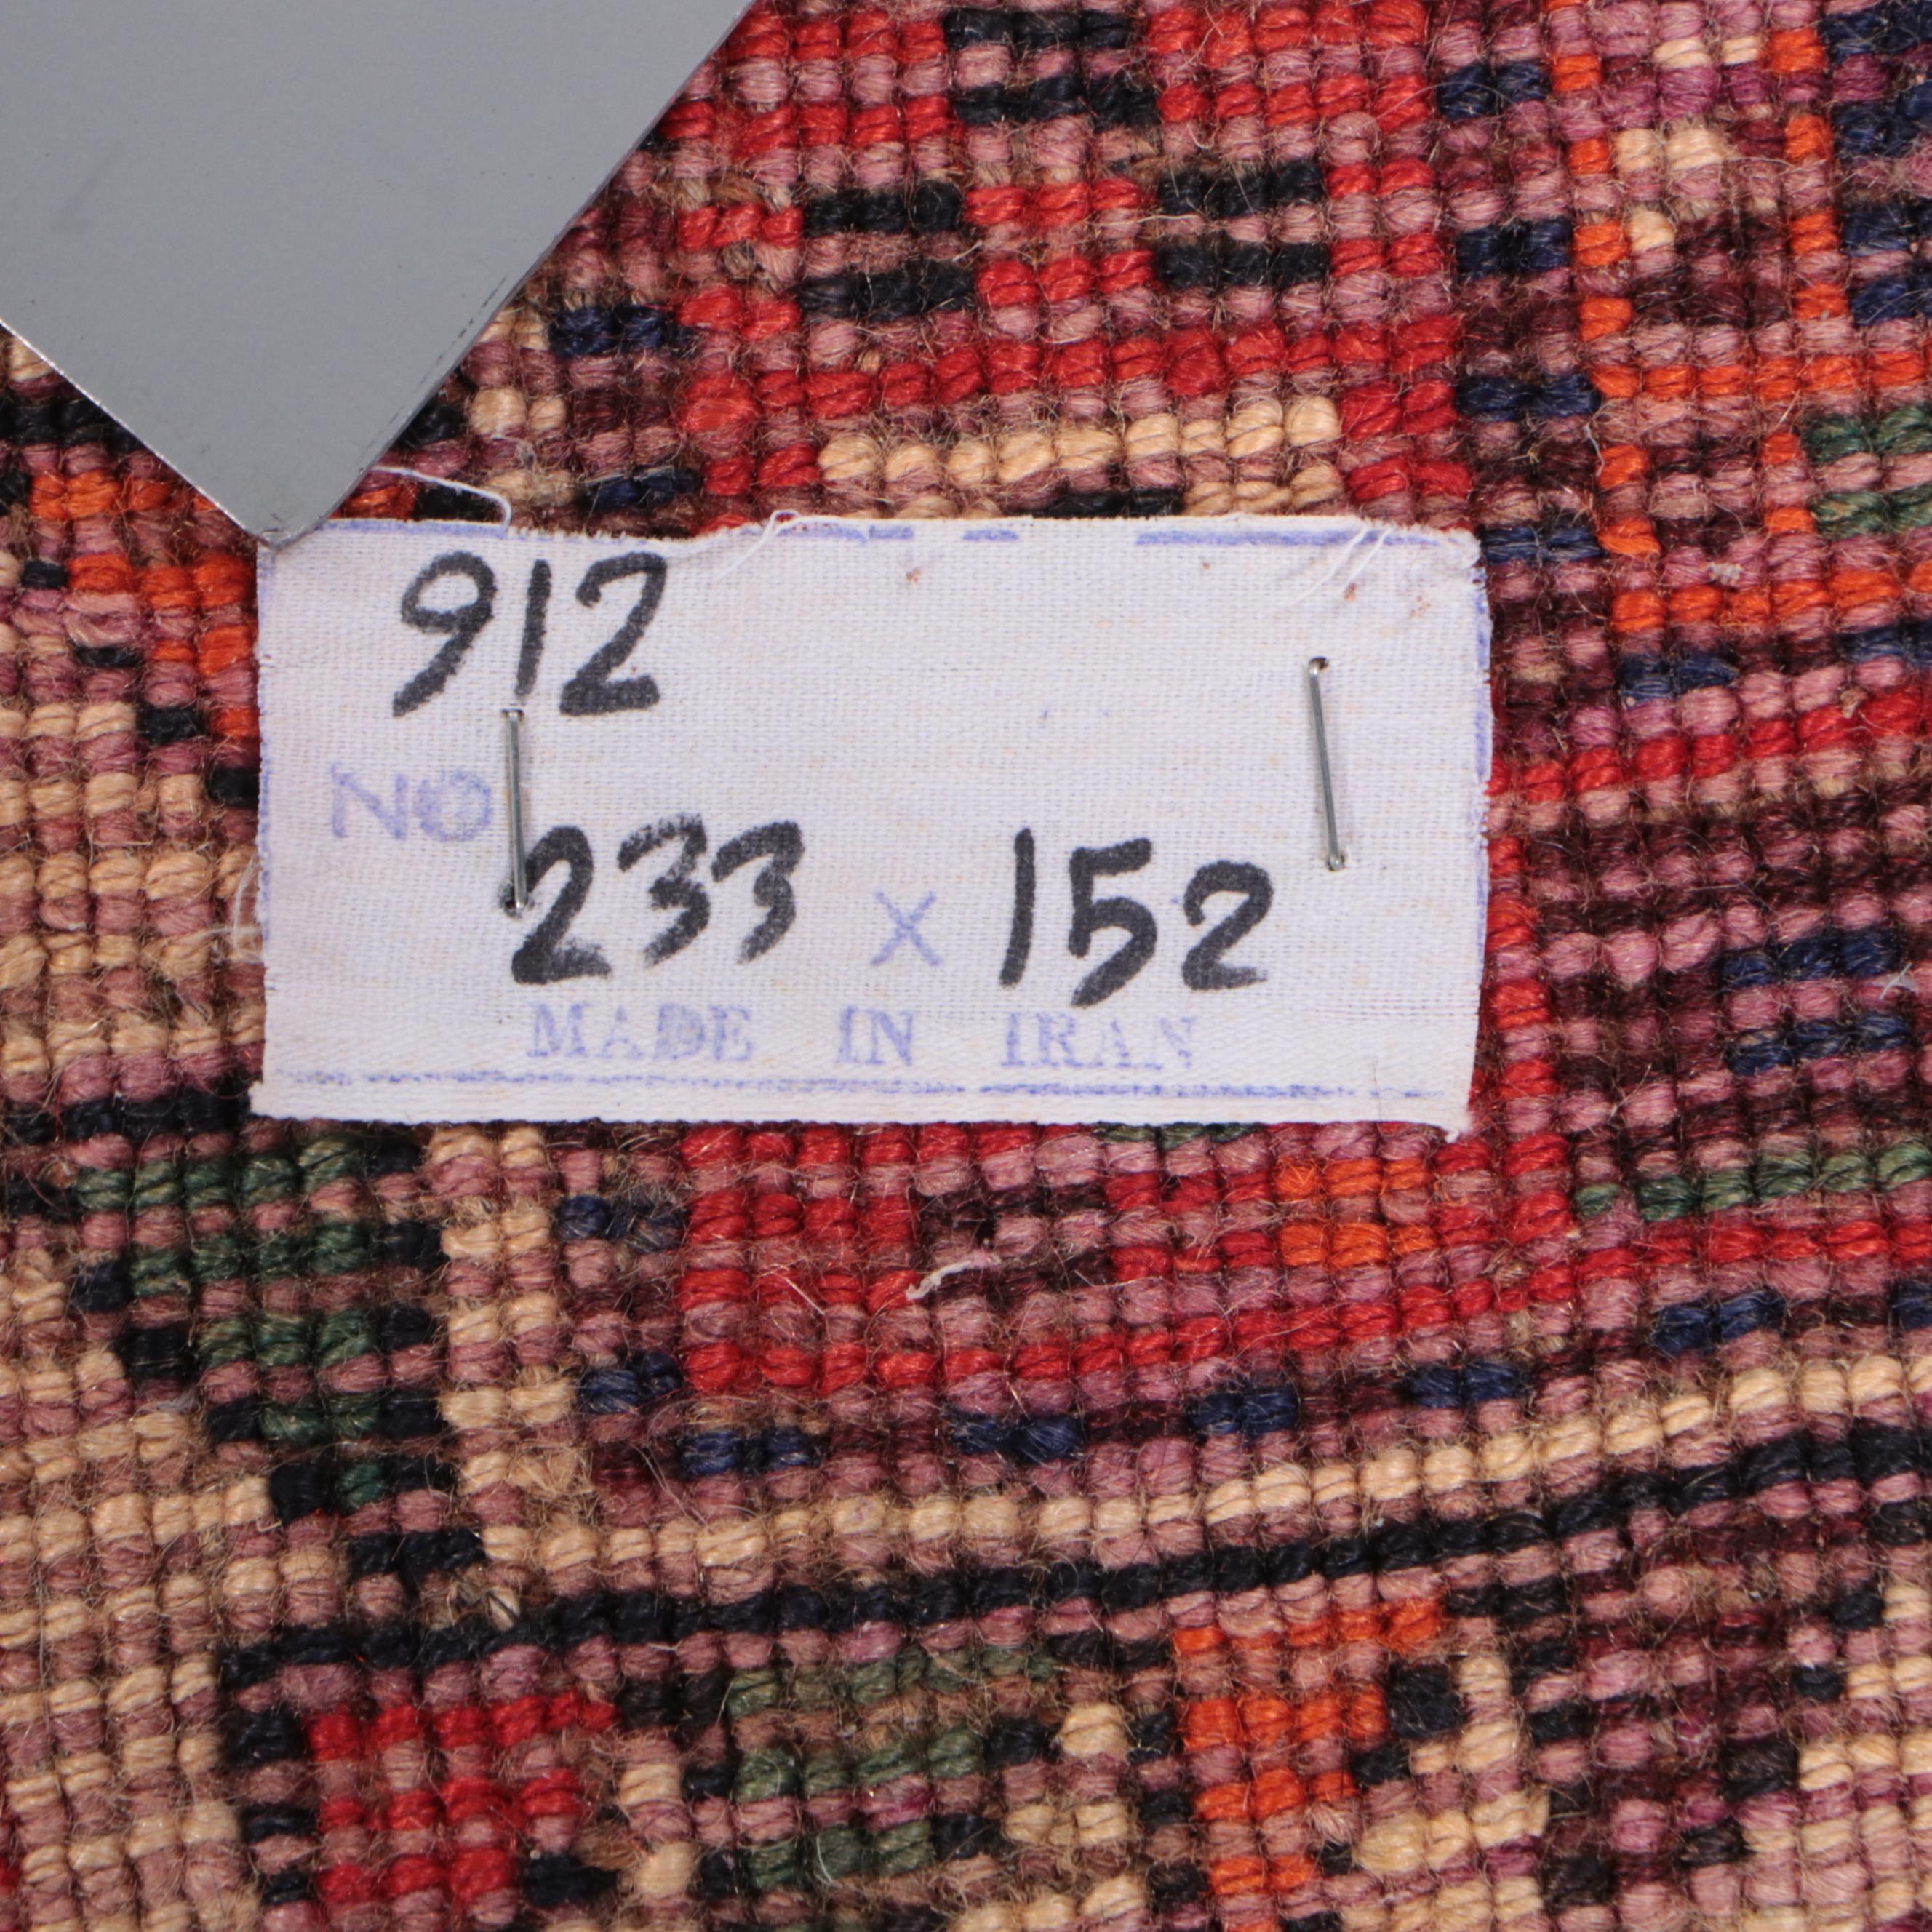 912
NO
233 x 152
MADE IN IRAN